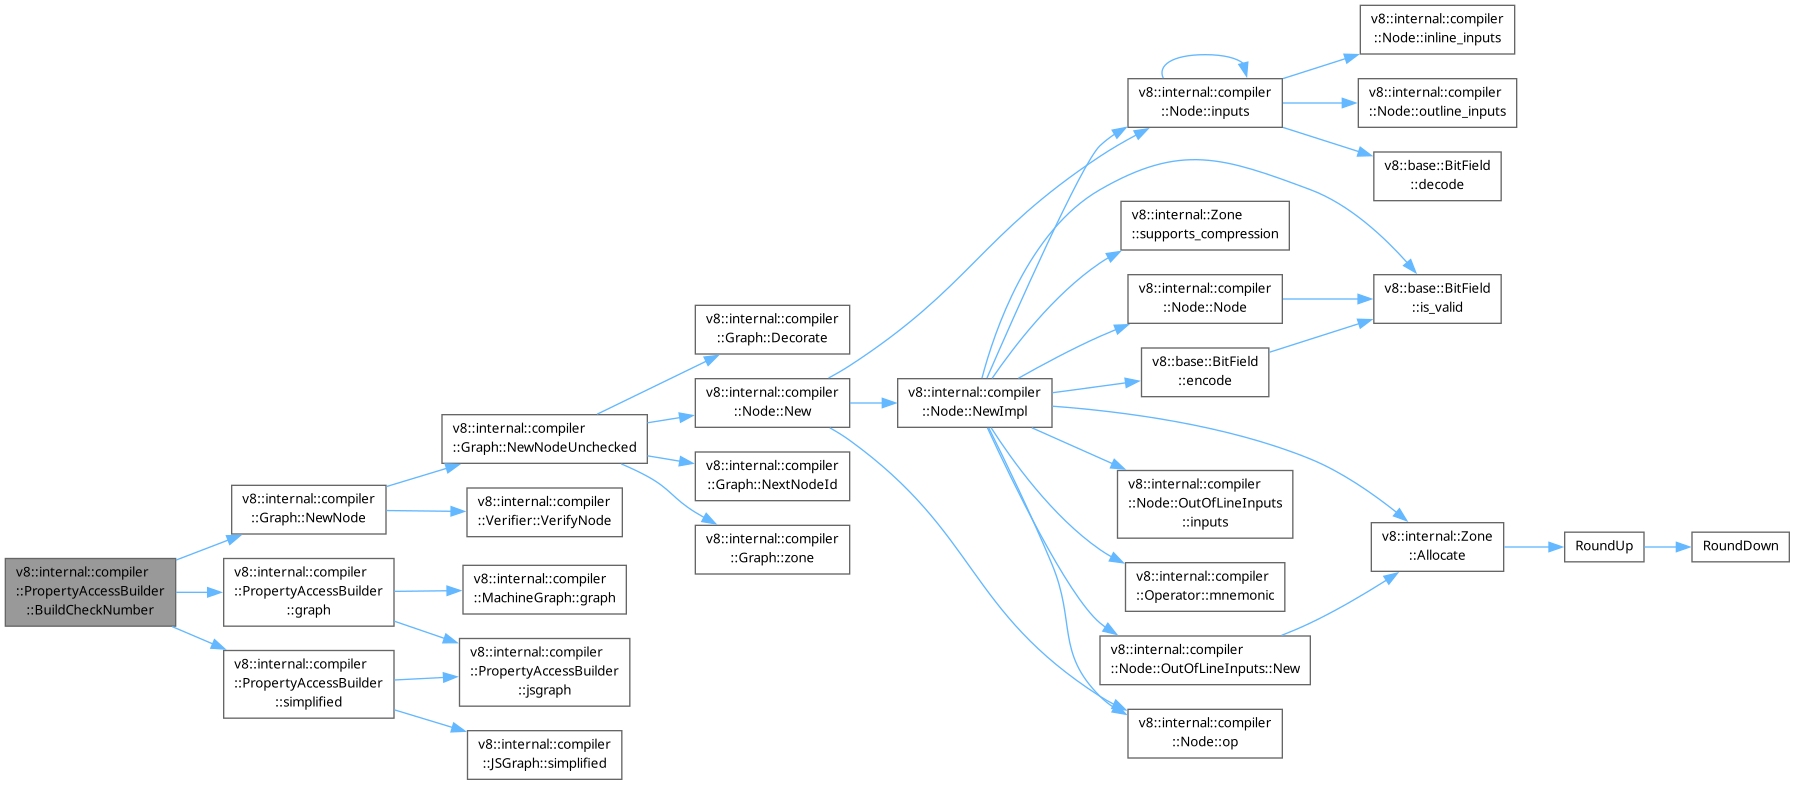 v8::internal::compiler
::PropertyAccessBuilder
::BuildCheckNumber
v8::internal::compiler
::Graph::NewNode
v8::internal::compiler
::PropertyAccessBuilder
::graph
v8::internal::compiler
::PropertyAccessBuilder
::simplified
v8::internal::compiler
::Graph::NewNodeUnchecked
v8::internal::compiler
::Verifier::VerifyNode
v8::internal::compiler
::MachineGraph::graph
v8::internal::compiler
::PropertyAccessBuilder
::jsgraph
v8::internal::compiler
::JSGraph::simplified
v8::internal::compiler
::Graph::Decorate
v8::internal::compiler
::Node::New
v8::internal::compiler
::Graph::NextNodeId
v8::internal::compiler
::Graph::zone
v8::internal::compiler
::Node::NewImpl
v8::internal::compiler
::Node::inputs
v8::internal::Zone
::supports_compression
v8::internal::compiler
::Node::Node
v8::base::BitField
::encode
v8::internal::compiler
::Node::OutOfLineInputs
::inputs
v8::internal::compiler
::Operator::mnemonic
v8::internal::compiler
::Node::OutOfLineInputs::New
v8::internal::compiler
::Node::op
v8::internal::compiler
::Node::inline_inputs
v8::internal::compiler
::Node::outline_inputs
v8::base::BitField
::decode
v8::base::BitField
::is_valid
v8::internal::Zone
::Allocate
RoundUp
RoundDown